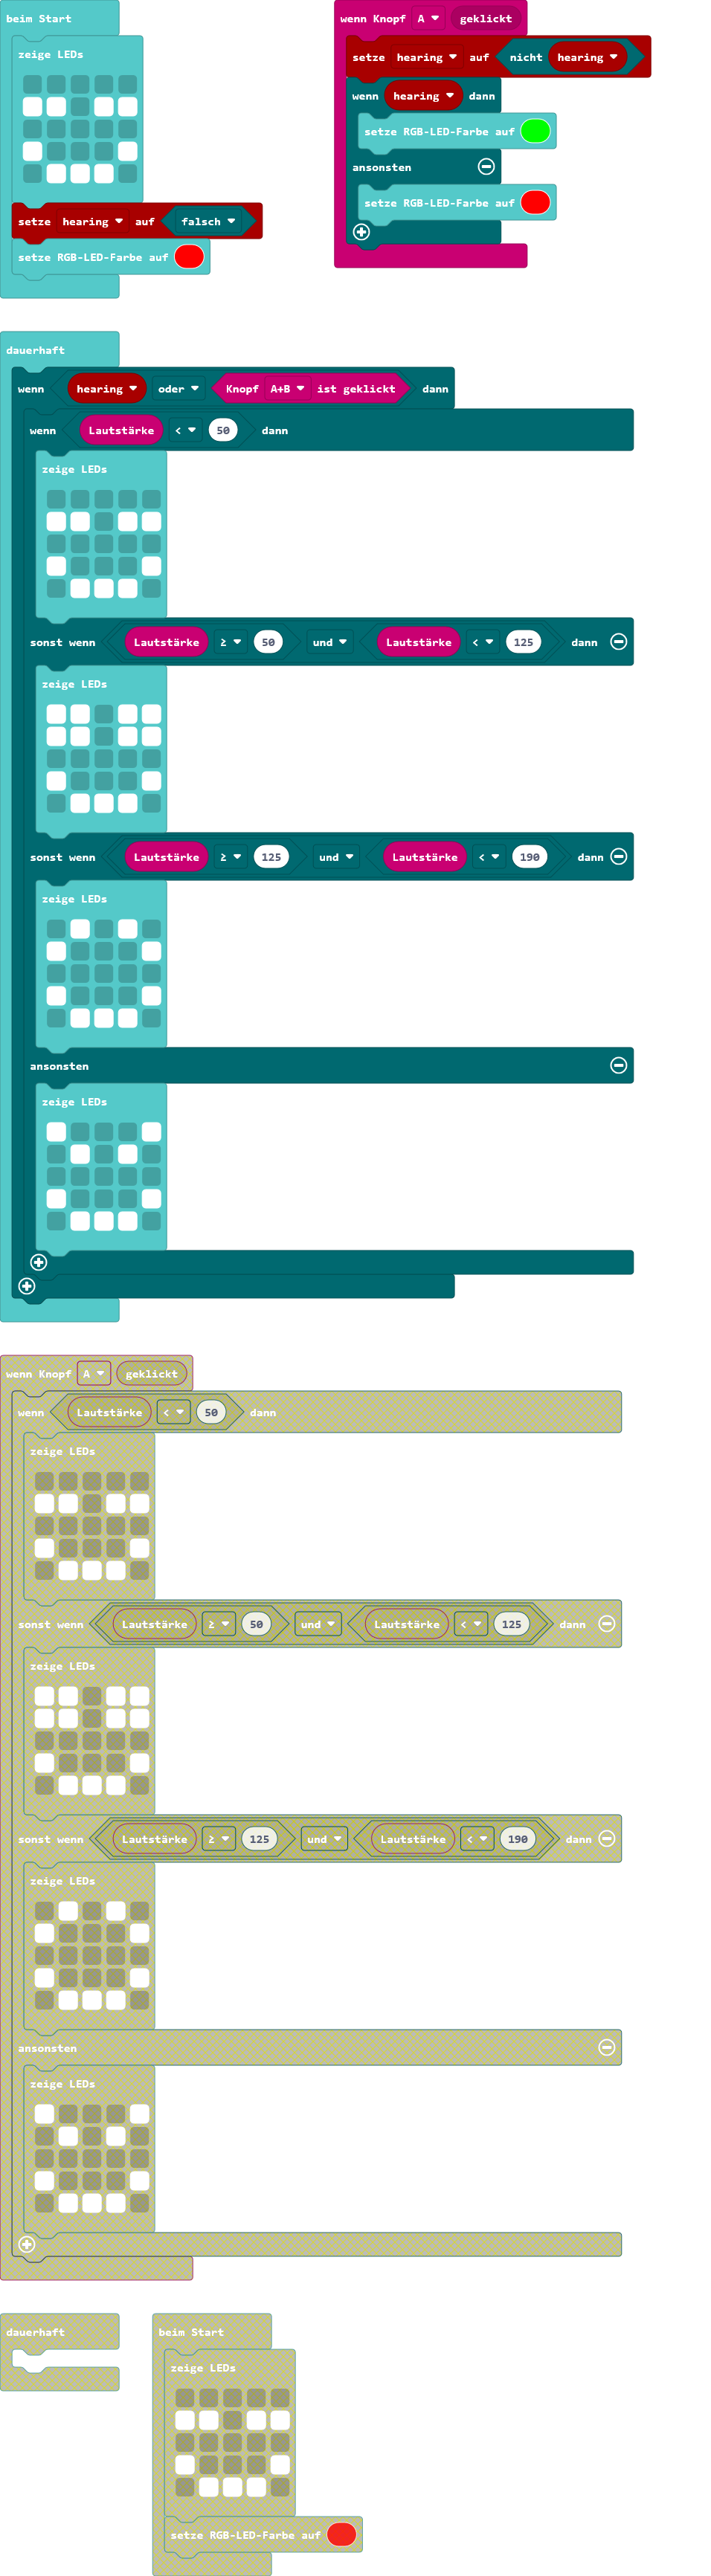 beim Start
zeige LEDs
setze hearing auf falsch
setze RGB-LED-Farbe auf
wenn Knopf A geklickt
setze hearing auf nicht hearing
wenn hearing dann
setze RGB-LED-Farbe auf
ansonsten
setze RGB-LED-Farbe auf
dauerhaft
wenn hearing oder Knopf A+B ist geklickt dann
wenn Lautstärke < 50 dann
zeige LEDs
sonst wenn Lautstärke ≥ 50 und Lautstärke < 125 dann
zeige LEDs
sonst wenn Lautstärke ≥ 125 und Lautstärke < 190 dann
zeige LEDs
ansonsten
zeige LEDs
wenn Knopf A geklickt
wenn Lautstärke < 50 dann
zeige LEDs
sonst wenn Lautstärke ≥ 50 und Lautstärke < 125 dann
zeige LEDs
sonst wenn Lautstärke ≥ 125 und Lautstärke < 190 dann
zeige LEDs
ansonsten
zeige LEDs
dauerhaft
beim Start
zeige LEDs
setze RGB-LED-Farbe auf